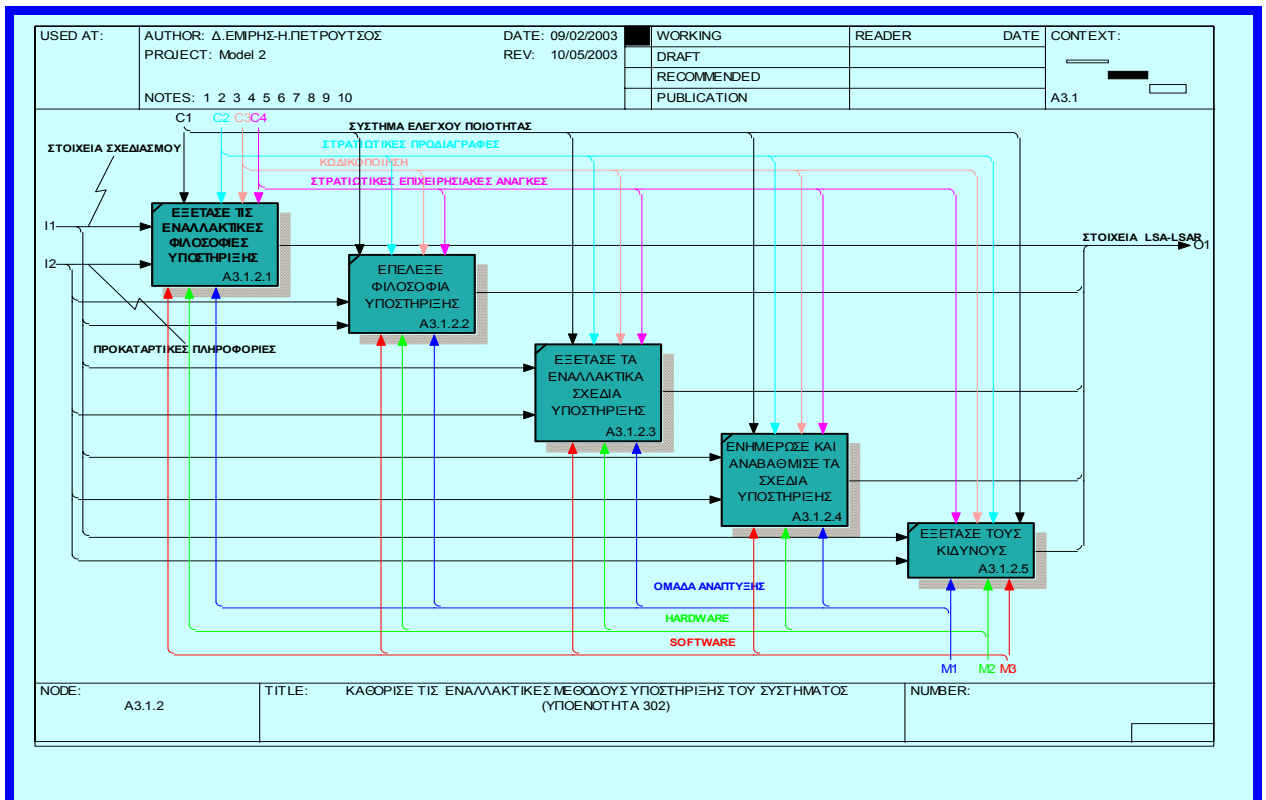 USED AT:
AUTHOR: Δ.ΕΜΙΡΗΣ-Η.ΠΕΤΡΟΥΤΣΟΣ
DATE: 09/02/2003
WORKING
READER
DATE
CONTEXT:
PROJECT: Model 2
REV: 10/05/2003
DRAFT
RECOMMENDED
NOTES: 1 2 3 4 5 6 7 8 9 10
PUBLICATION
A3.1
C1
C2
C3
C4
ΣΥΣΤΗΜΑ ΕΛΕΓΧΟΥ ΠΟΙΟΤΗΤΑΣ
ΣΤΡΑΤΙΩΤΙΚΕΣ ΠΡΟΔΙΑΓΡΑΦΕΣ
ΣΤΟΙΧΕΙΑ ΣΧΕΔΙΑΣΜΟΥ
ΚΩΔΙΚΟΠΟΙΗΣΗ
ΣΤΡΑΤΙΩΤΙΚΕΣ ΕΠΙΧΕΙΡΗΣΙΑΚΕΣ ΑΝΑΓΚΕΣ
I1
I2
ΕΞΕΤΑΣΕ ΤΙΣ
ΕΝΑΛΛΑΚΤΙΚΕΣ
ΦΙΛΟΣΟΦΙΕΣ
ΥΠΟΣΤΗΡΙΞΗΣ
A3.1.2.1
ΣΤΟΙΧΕΙΑ LSA-LSAR
O1
ΕΠΕΛΕΞΕ
ΦΙΛΟΣΟΦΙΑ
ΥΠΟΣΤΗΡΙΞΗΣ
A3.1.2.2
ΠΡΟΚΑΤΑΡΤΙΚΕΣ ΠΛΗΡΟΦΟΡΙΕΣ
ΕΞΕΤΑΣΕ ΤΑ
ΕΝΑΛΛΑΚΤΙΚΑ
ΣΧΕΔΙΑ
ΥΠΟΣΤΗΡΙΞΗΣ
A3.1.2.3
ΕΝΗΜΕΡΩΣΕ ΚΑΙ
ΑΝΑΒΑΘΜΙΣΕ ΤΑ
ΣΧΕΔΙΑ
ΥΠΟΣΤΗΡΙΞΗΣ
A3.1.2.4
ΕΞΕΤΑΣΕ ΤΟΥΣ
ΚΙΔΥΝΟΥΣ
A3.1.2.5
ΟΜΑΔΑ ΑΝΑΠΤΥΞΗΣ
HARDWARE
SOFTWARE
M1
M2
M3
NODE:
A3.1.2
TITLE:
ΚΑΘΟΡΙΣΕ ΤΙΣ ΕΝΑΛΛΑΚΤΙΚΕΣ ΜΕΘΟΔΟΥΣ ΥΠΟΣΤΗΡΙΞΗΣ ΤΟΥ ΣΥΣΤΗΜΑΤΟΣ
(ΥΠΟΕΝΟΤΗΤΑ 302)
NUMBER: